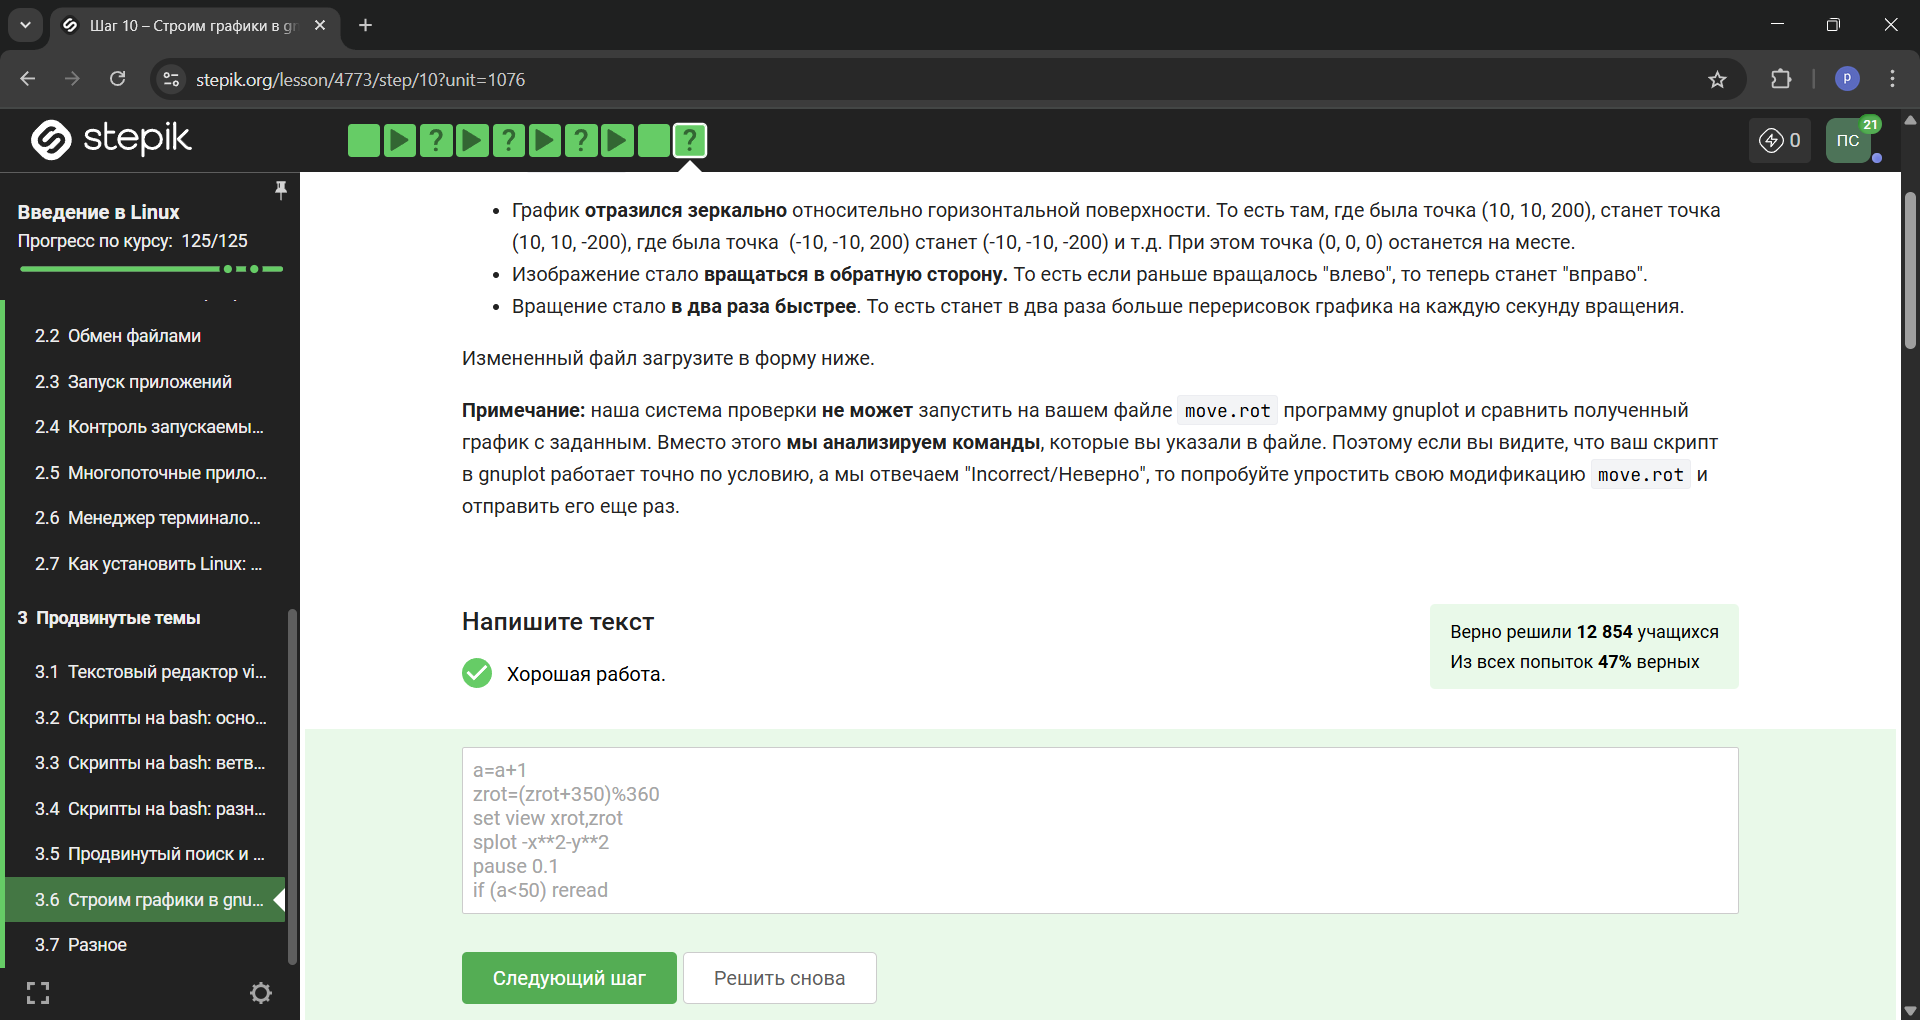 Шаг 10 – Строим графики в gn
stepik.org/lesson/4773/step/10?unit=1076
P
stepik
? ? ? ?
0
ПС
21
Введение в Linux
Прогресс по курсу: 125/125
2.2 Обмен файлами
2.3 Запуск приложений
2.4 Контроль запускаемы...
2.5 Многопоточные прило...
2.6 Менеджер терминало...
2.7 Как установить Linux: ...
3 Продвинутые темы
3.1 Текстовый редактор vi...
3.2 Скрипты на bash: осно...
3.3 Скрипты на bash: ветв...
3.4 Скрипты на bash: разн...
3.5 Продвинутый поиск и ...
3.6 Строим графики в gnu...
3.7 Разное
• График отразился зеркально относительно горизонтальной поверхности. То есть там, где была точка (10, 10, 200), станет точка
(10, 10, -200), где была точка (-10, -10, 200) станет (-10, -10, -200) и т.д. При этом точка (0, 0, 0) останется на месте.
• Изображение стало вращаться в обратную сторону. То есть если раньше вращалось "влево", то теперь станет "вправо".
• Вращение стало в два раза быстрее. То есть станет в два раза больше перерисовок графика на каждую секунду вращения.
Измененный файл загрузите в форму ниже.
Примечание: наша система проверки не может запустить на вашем файле move.rot программу gnuplot и сравнить полученный
график с заданным. Вместо этого мы анализируем команды, которые вы указали в файле. Поэтому если вы видите, что ваш скрипт
в gnuplot работает точно по условию, а мы отвечаем "Incorrect/Неверно", то попробуйте упростить свою модификацию move.rot и
отправить его еще раз.
Напишите текст
Хорошая работа.
Верно решили 12 854 учащихся
Из всех попыток 47% верных
a=a+1
zrot=(zrot+350)%360
set view xrot,zrot
splot -x**2-y**2
pause 0.1
if (a<50) reread
Следующий шаг
Решить снова